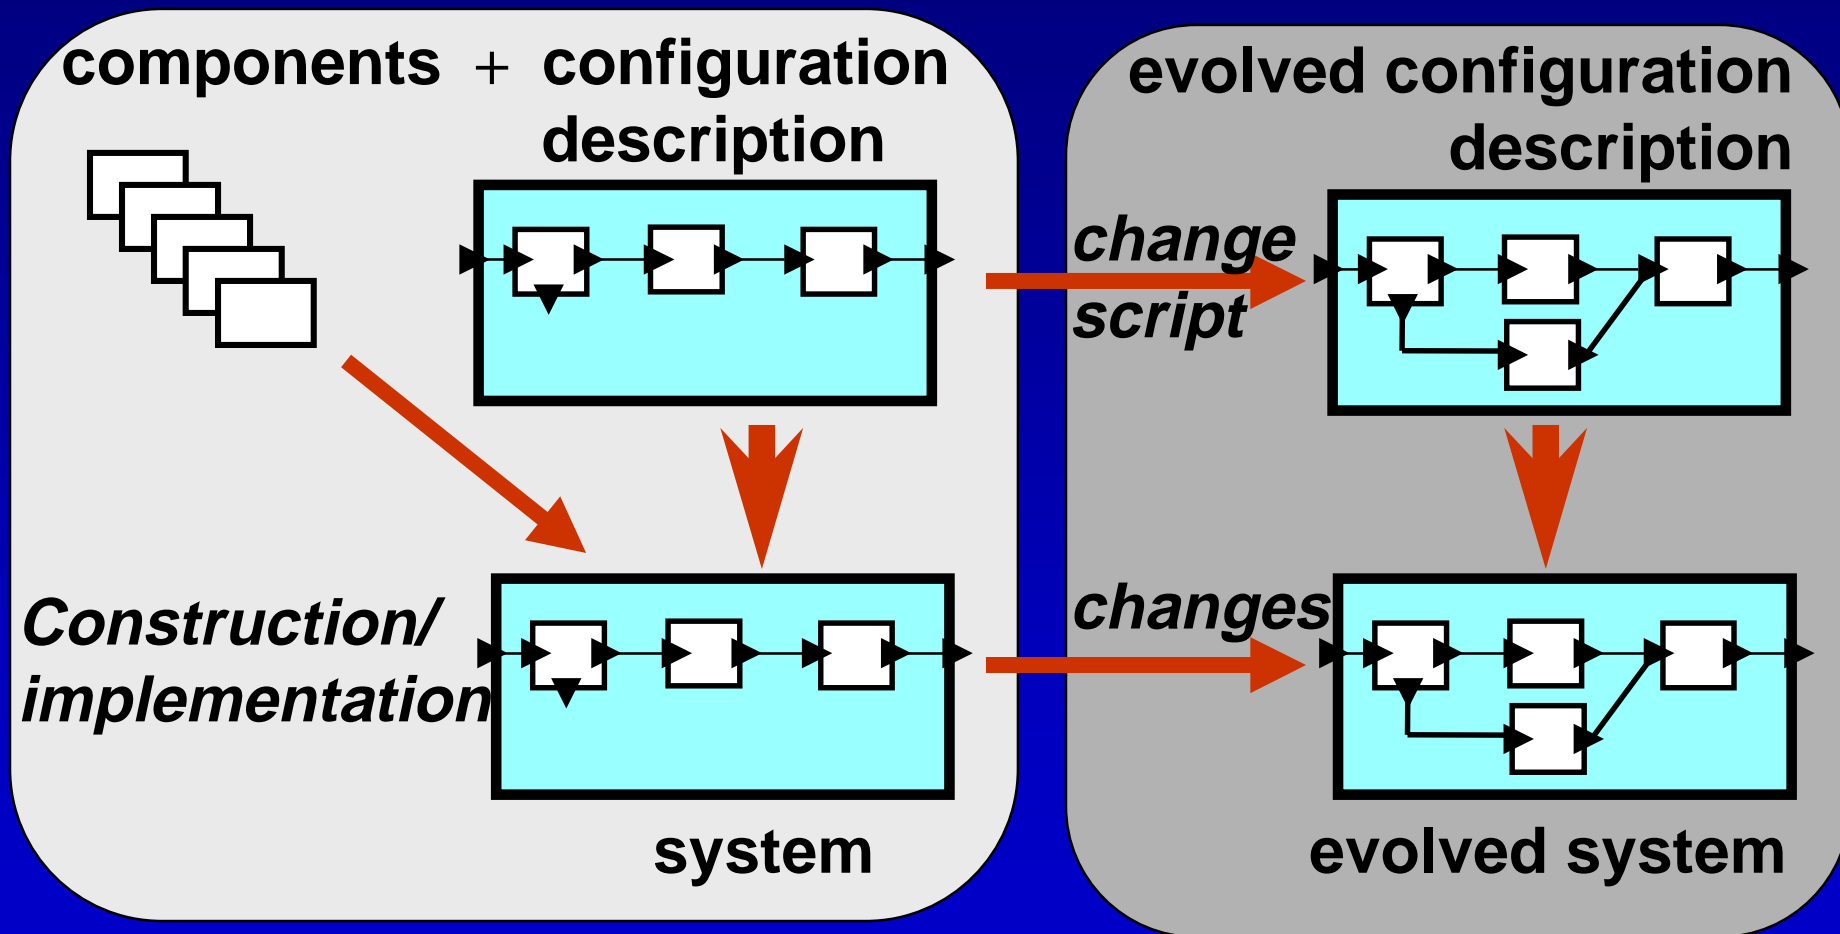 components + configuration
description
evolved configuration
description
change
script
Construction/
implementation
changes
system
evolved system